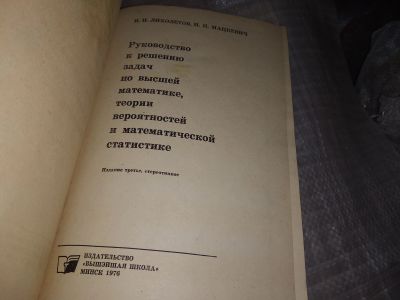 И. И. ЛИХОЛЕТОВ, И. П. МАЦКЕВИЧ
Руководство
к решению
задач
по высшей
математике,
теории
вероятностей
и математической
статистике
Издание третье, стереотипное
ИЗДАТЕЛЬСТВО
«ВЫШЭЙШАЯ ШКОЛА»
МИНСК 1976